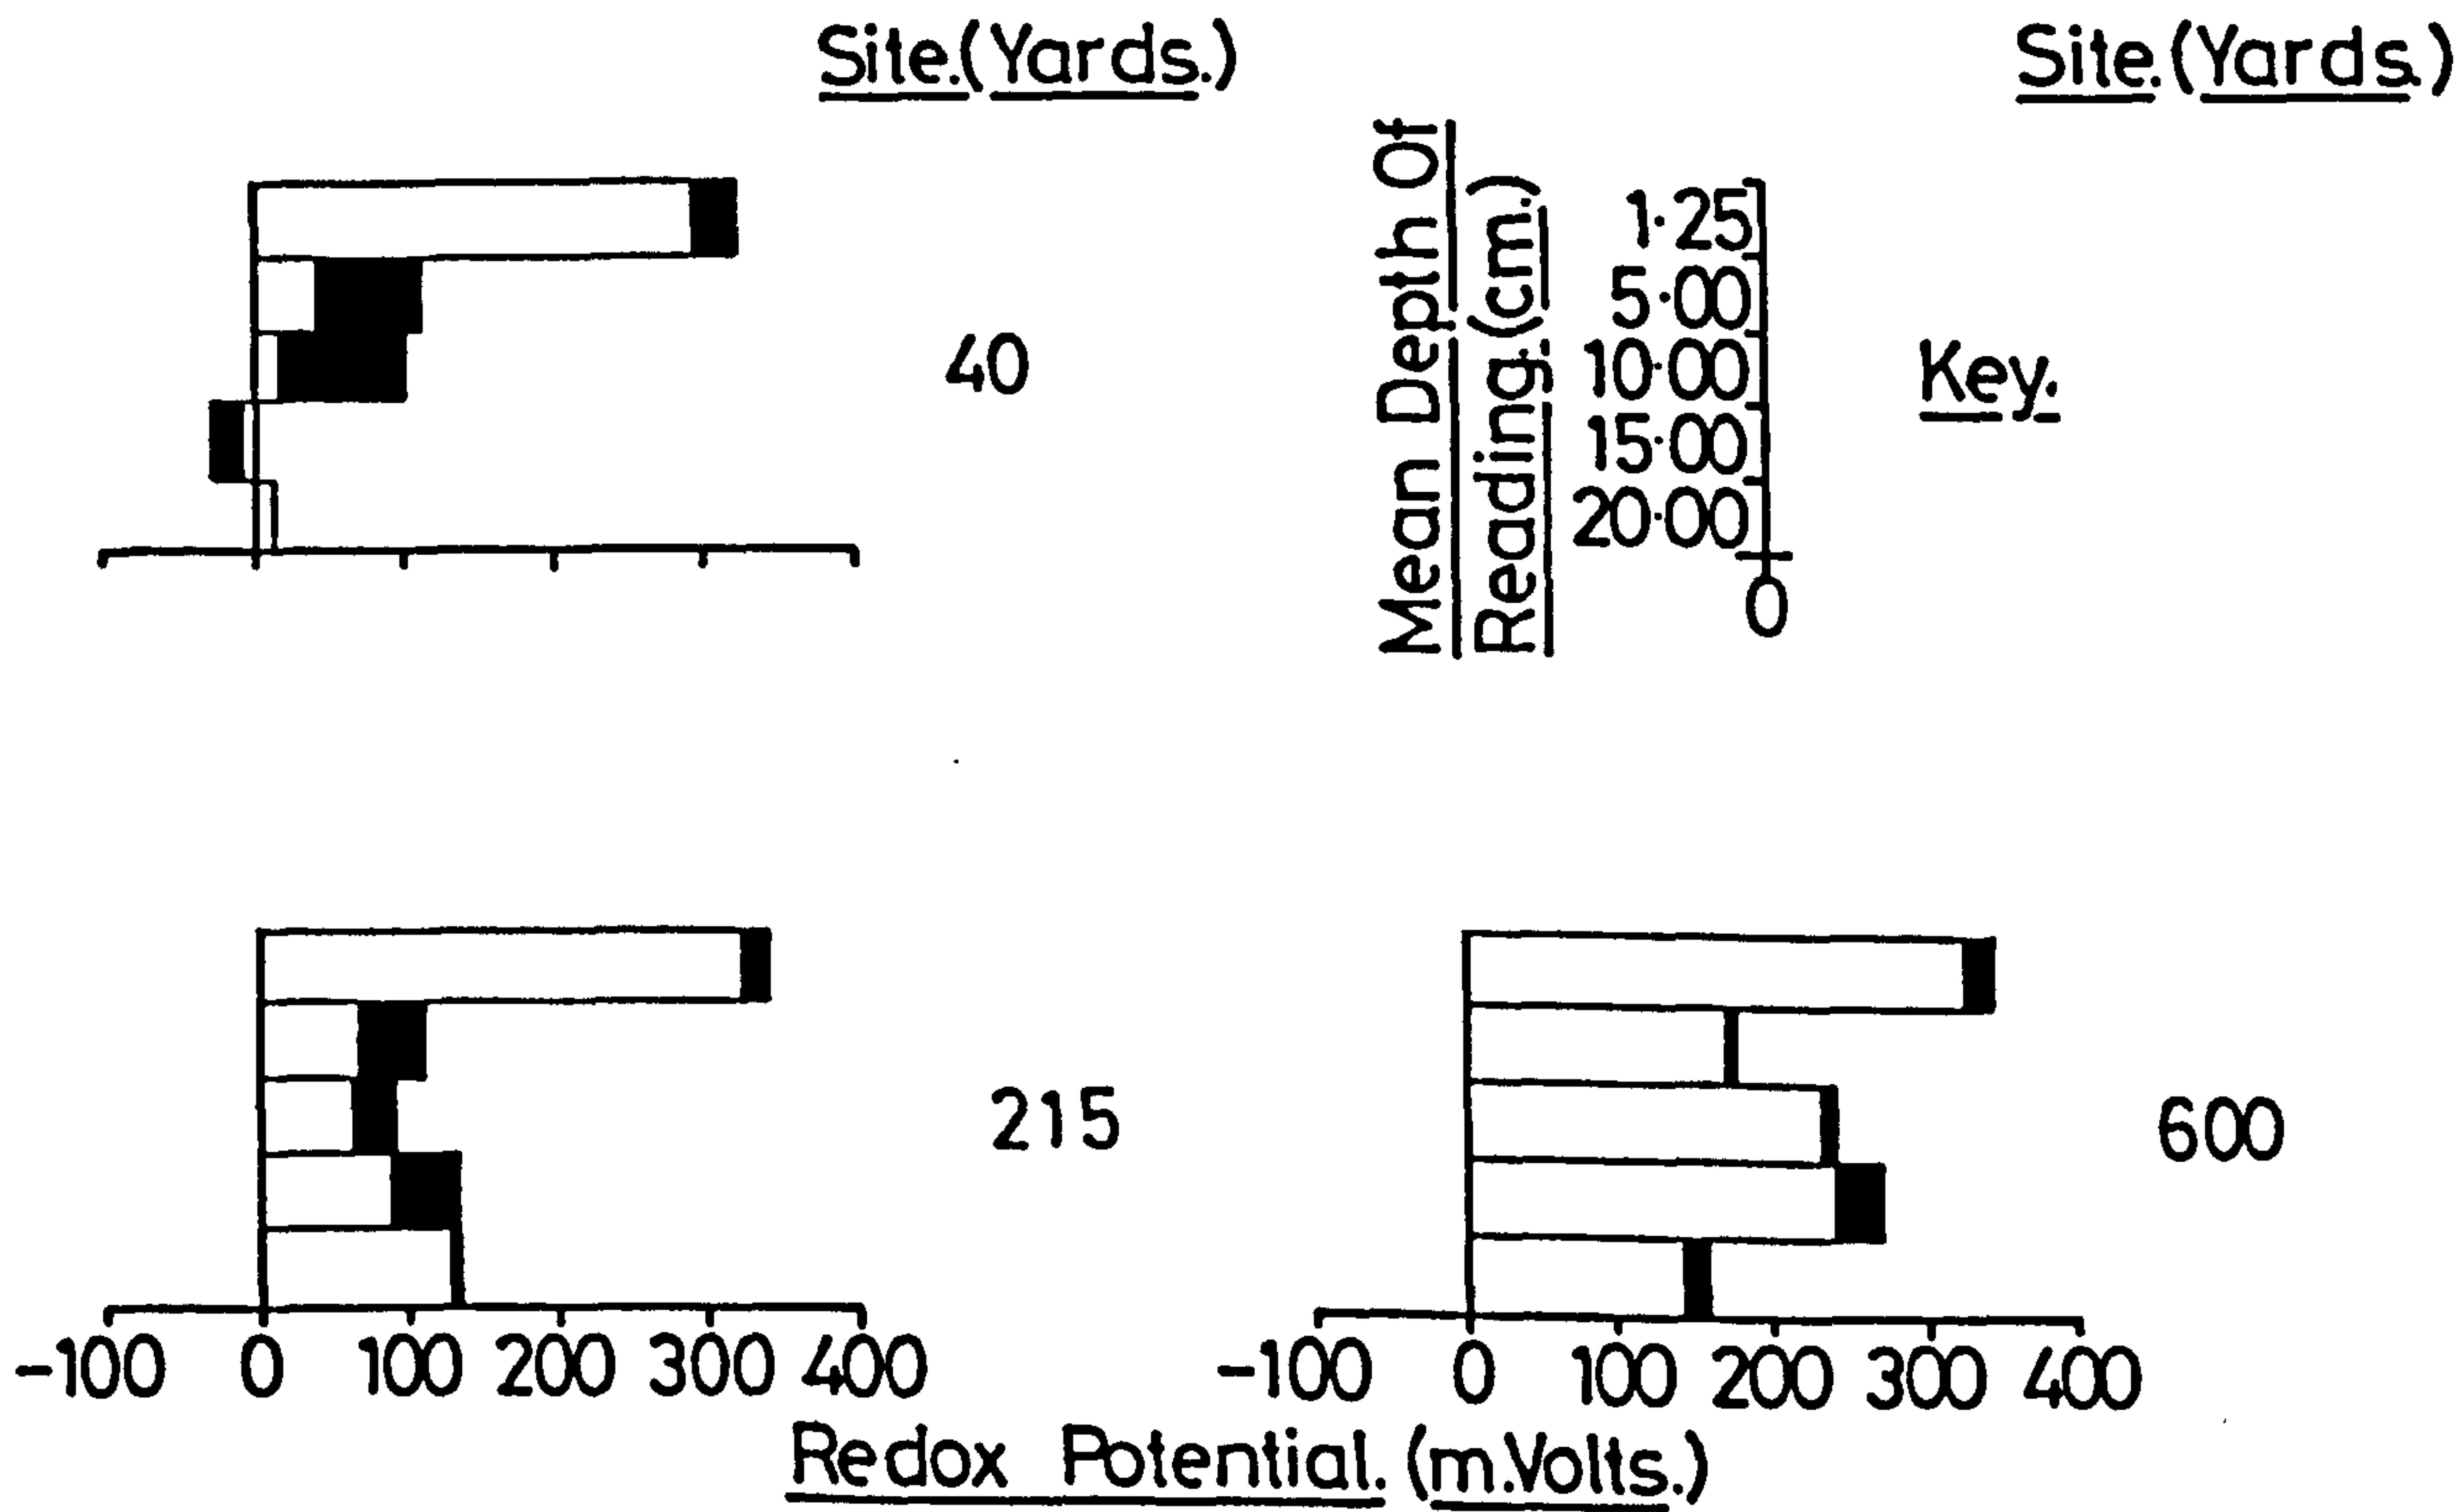 Site.(Yards.)
Site.(Yards.)
40
Mean Depth Of
Reading.(cm.)
1·25
5·00
10·00
15·00
20·00
0
Key.
215
600
-100 0 100 200 300 400
-100 0 100 200 300 400
Redox Potential. (m.Volts.)